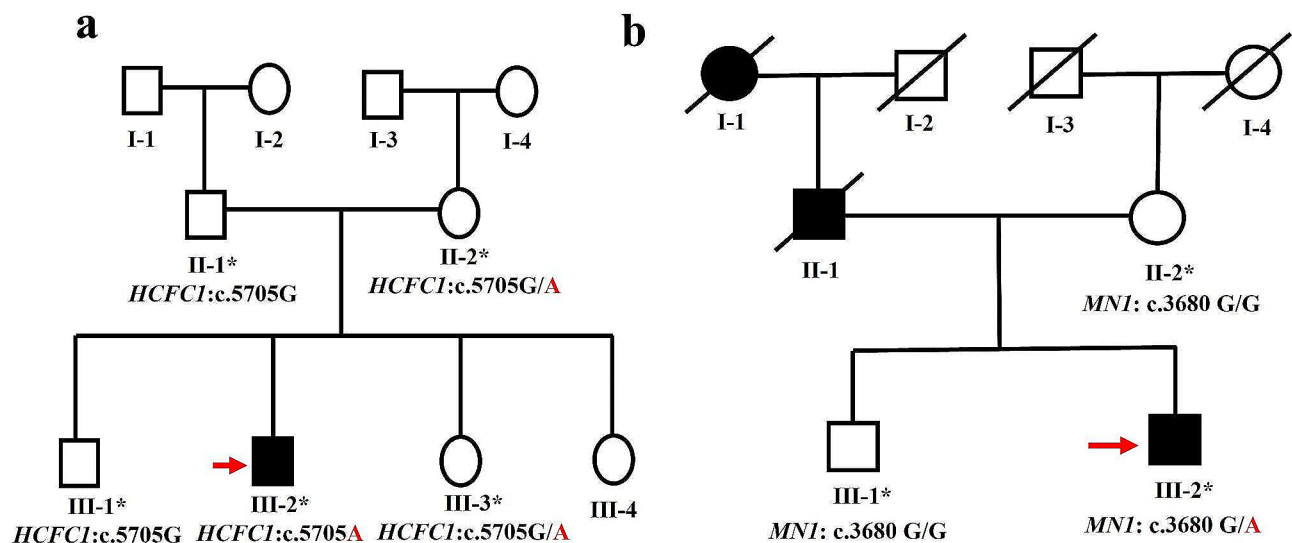 a
I-1 I-2 I-3 I-4
II-1* II-2*
HCFC1:c.5705G HCFC1:c.5705G/A
III-1* III-2* III-3* III-4
HCFC1:c.5705G HCFC1:c.5705A HCFC1:c.5705G/A
b
I-1 I-2 I-3 I-4
II-1 II-2*
MN1: c.3680 G/G
III-1* III-2*
MN1: c.3680 G/G MN1: c.3680 G/A